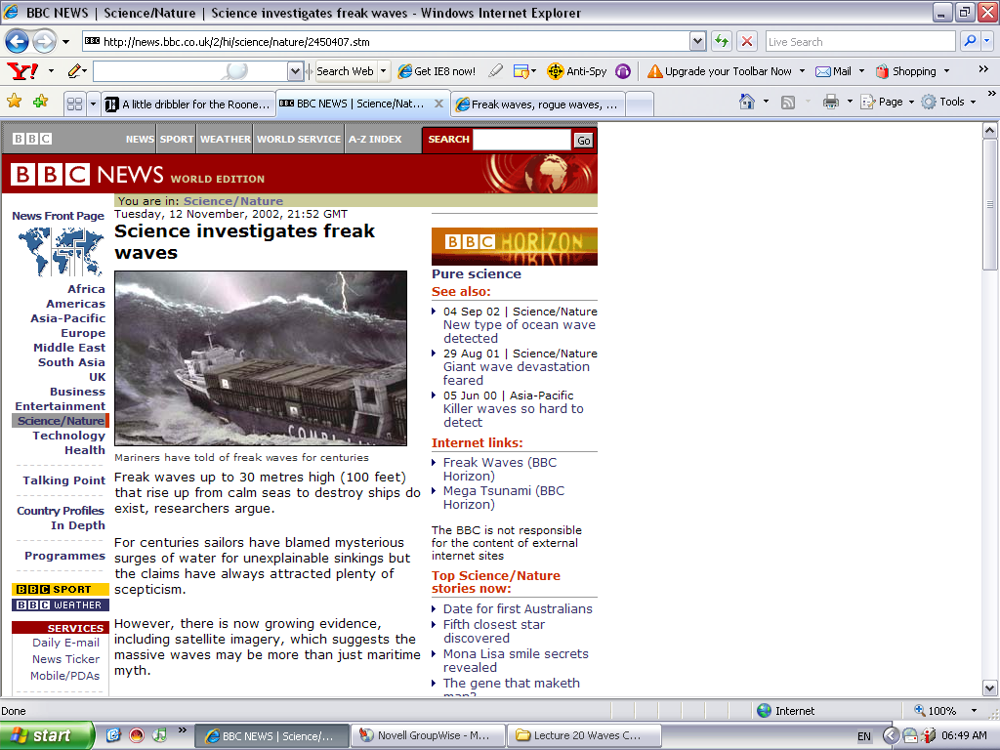 BBC NEWS | Science/Nature | Science investigates freak waves - Windows Internet Explorer
http://news.bbc.co.uk/2/hi/science/nature/2450407.stm
Live Search
Y!
Search Web
Get IE8 now!
Anti-Spy
Upgrade your Toolbar Now
Mail
Shopping
»
A little dribbler for the Roone...
BBC NEWS | Science/Nat...
Freak waves, rogue waves, ...
Page
Tools
»
BBC
NEWS
SPORT
WEATHER
WORLD SERVICE
A-Z INDEX
SEARCH
Go
BBC NEWS WORLD EDITION
You are in: Science/Nature
News Front Page
Africa
Americas
Asia-Pacific
Europe
Middle East
South Asia
UK
Business
Entertainment
Science/Nature
Technology
Health
Talking Point
Country Profiles
In Depth
Programmes
BBC SPORT
BBC WEATHER
SERVICES
Daily E-mail
News Ticker
Mobile/PDAs
Tuesday, 12 November, 2002, 21:52 GMT
Science investigates freak
waves
Mariners have told of freak waves for centuries
Freak waves up to 30 metres high (100 feet)
that rise up from calm seas to destroy ships do
exist, researchers argue.
For centuries sailors have blamed mysterious
surges of water for unexplainable sinkings but
the claims have always attracted plenty of
scepticism.
However, there is now growing evidence,
including satellite imagery, which suggests the
massive waves may be more than just maritime
myth.
BBC HORIZON
Pure science
See also:
04 Sep 02 | Science/Nature
New type of ocean wave
detected
29 Aug 01 | Science/Nature
Giant wave devastation
feared
05 Jun 00 | Asia-Pacific
Killer waves so hard to
detect
Internet links:
Freak Waves (BBC
Horizon)
Mega Tsunami (BBC
Horizon)
The BBC is not responsible
for the content of external
internet sites
Top Science/Nature
stories now:
Date for first Australians
Fifth closest star
discovered
Mona Lisa smile secrets
revealed
The gene that maketh
man?
Done
Internet
100%
start
»
BBC NEWS | Science/...
Novell GroupWise - M...
Lecture 20 Waves C...
EN
06:49 AM